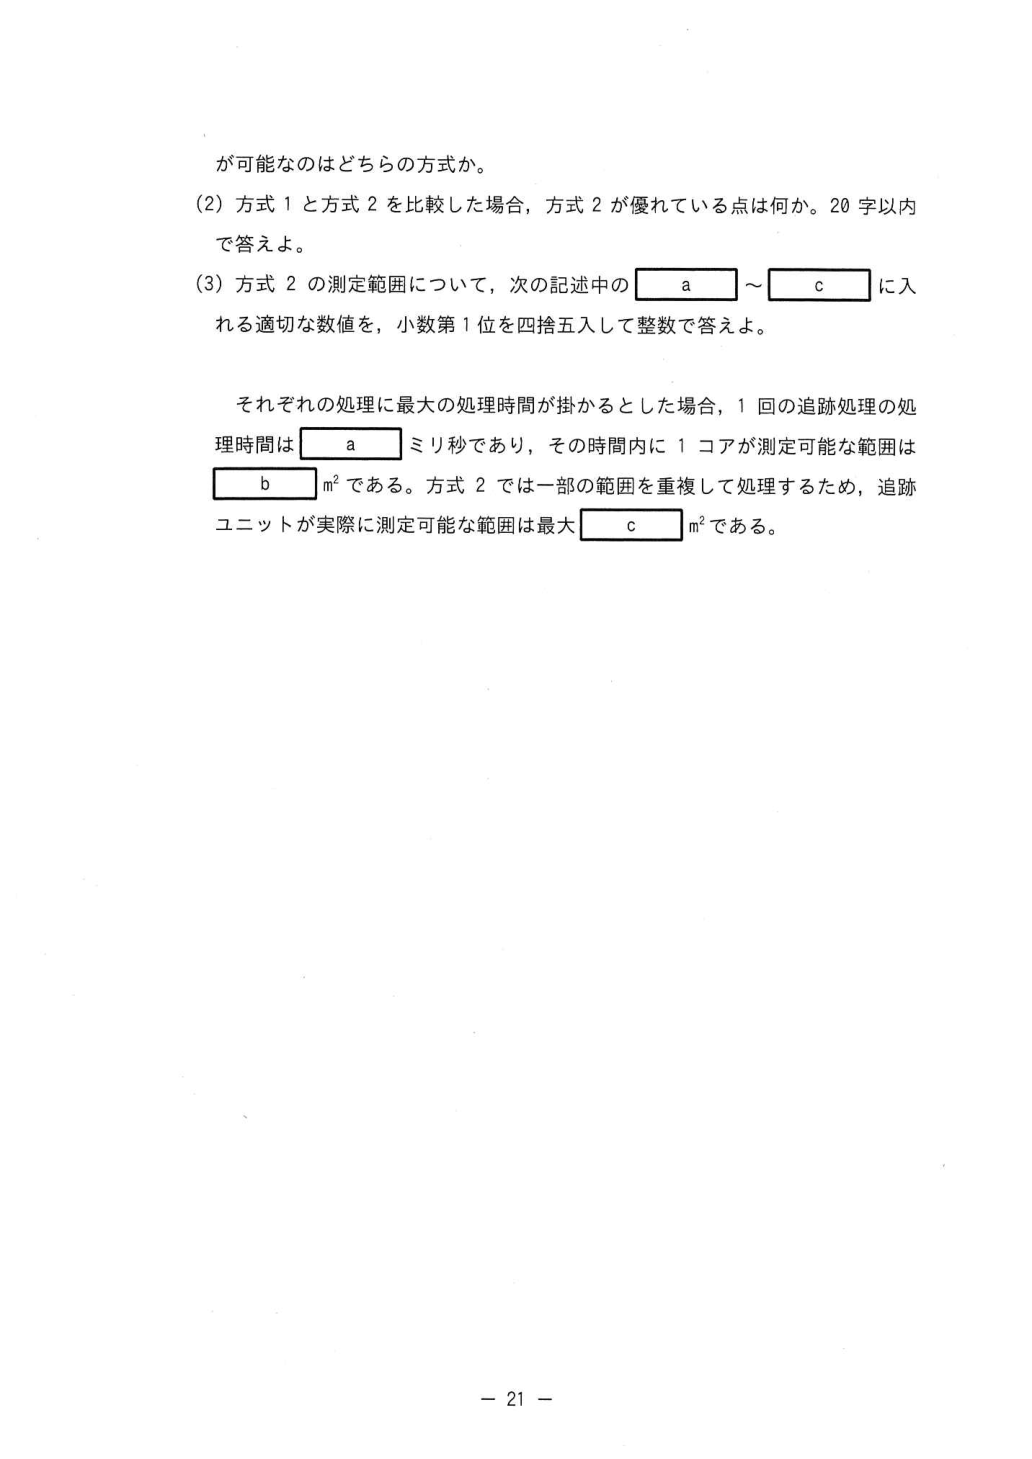 が可能なのはどちらの方式か。
(2) 方式 1 と方式 2 を比較した場合，方式 2 が優れている点は何か。20 字以内
で答えよ。
(3) 方式 2 の測定範囲について，次の記述中の a ～ c に入
れる適切な数値を，小数第 1 位を四捨五入して整数で答えよ。
それぞれの処理に最大の処理時間が掛かるとした場合，1 回の追跡処理の処
理時間は a ミリ秒であり，その時間内に 1 コアが測定可能な範囲は
b m² である。方式 2 では一部の範囲を重複して処理するため，追跡
ユニットが実際に測定可能な範囲は最大 c m² である。
— 21 —